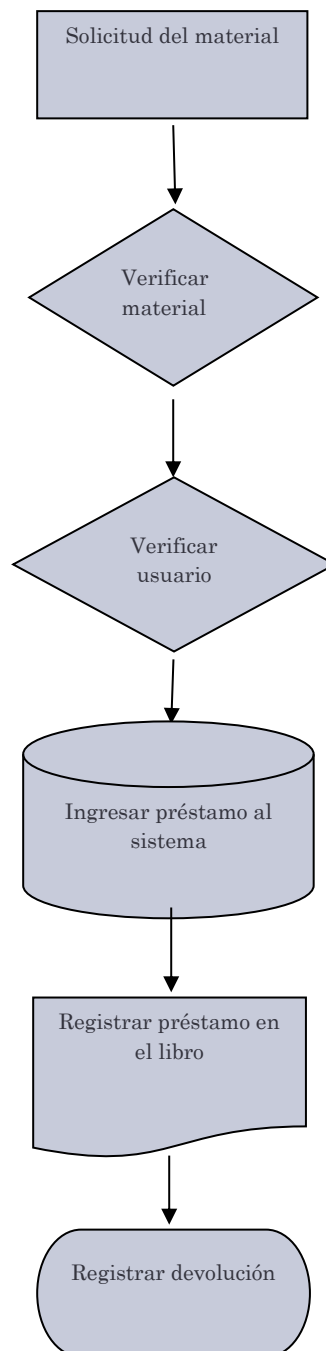 Solicitud del material
Verificar
material
Verificar
usuario
Ingresar préstamo al
sistema
Registrar préstamo en
el libro
Registrar devolución